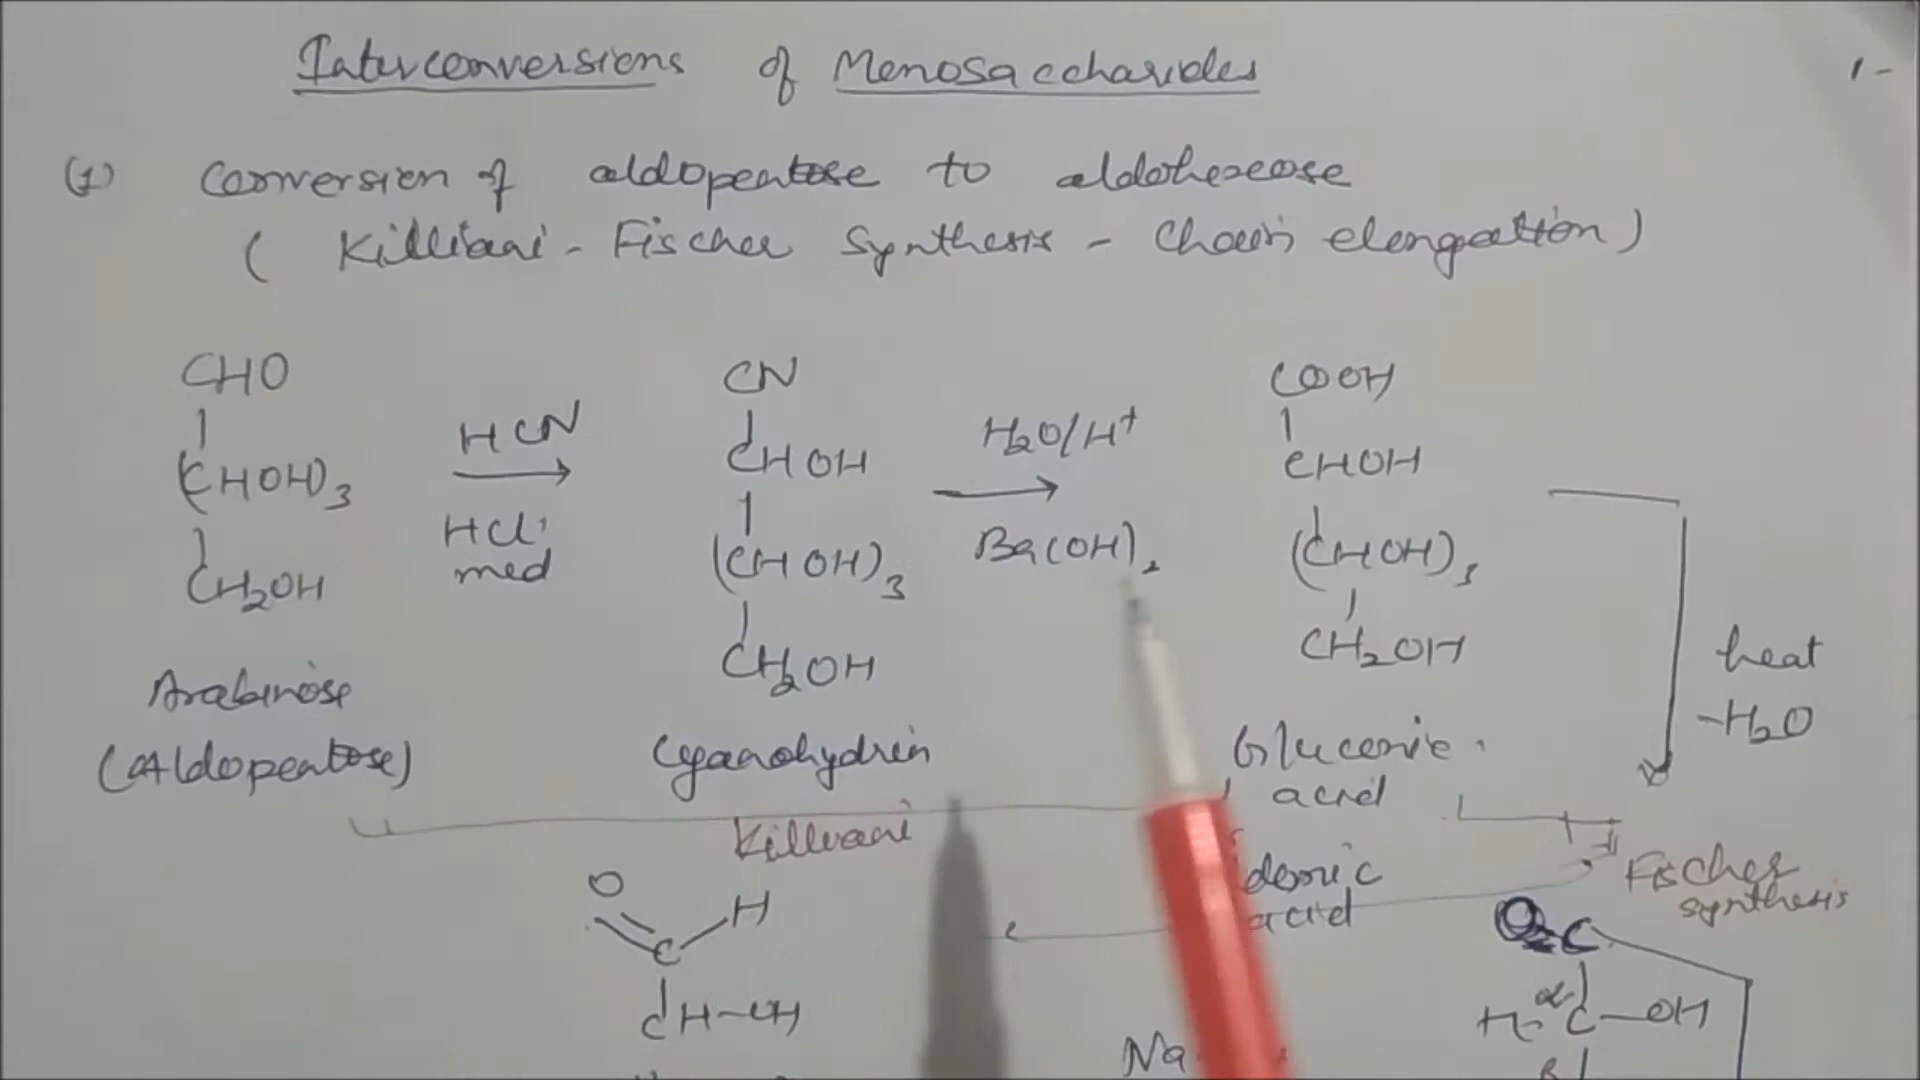 Interconversions of Monosaccharides
1-
(1) Conversion of aldopentose to aldohexose
(Killiani - Fischer Synthesis - Chain elongation)
CHO
(CHOH)3
CH2OH
Arabinose
(Aldopentose)
HCN
HCl
med
CN
CHOH
(CHOH)3
CH2OH
Cyanohydrin
H2O/H+
Ba(OH)2
COOH
CHOH
(CHOH)3
CH2OH
Gluconic
acid
heat
-H2O
Killiani
donic
acid
Fischer
synthesis
O
C
H
CH-OH
Na
O=C
H-C-OH
α
β